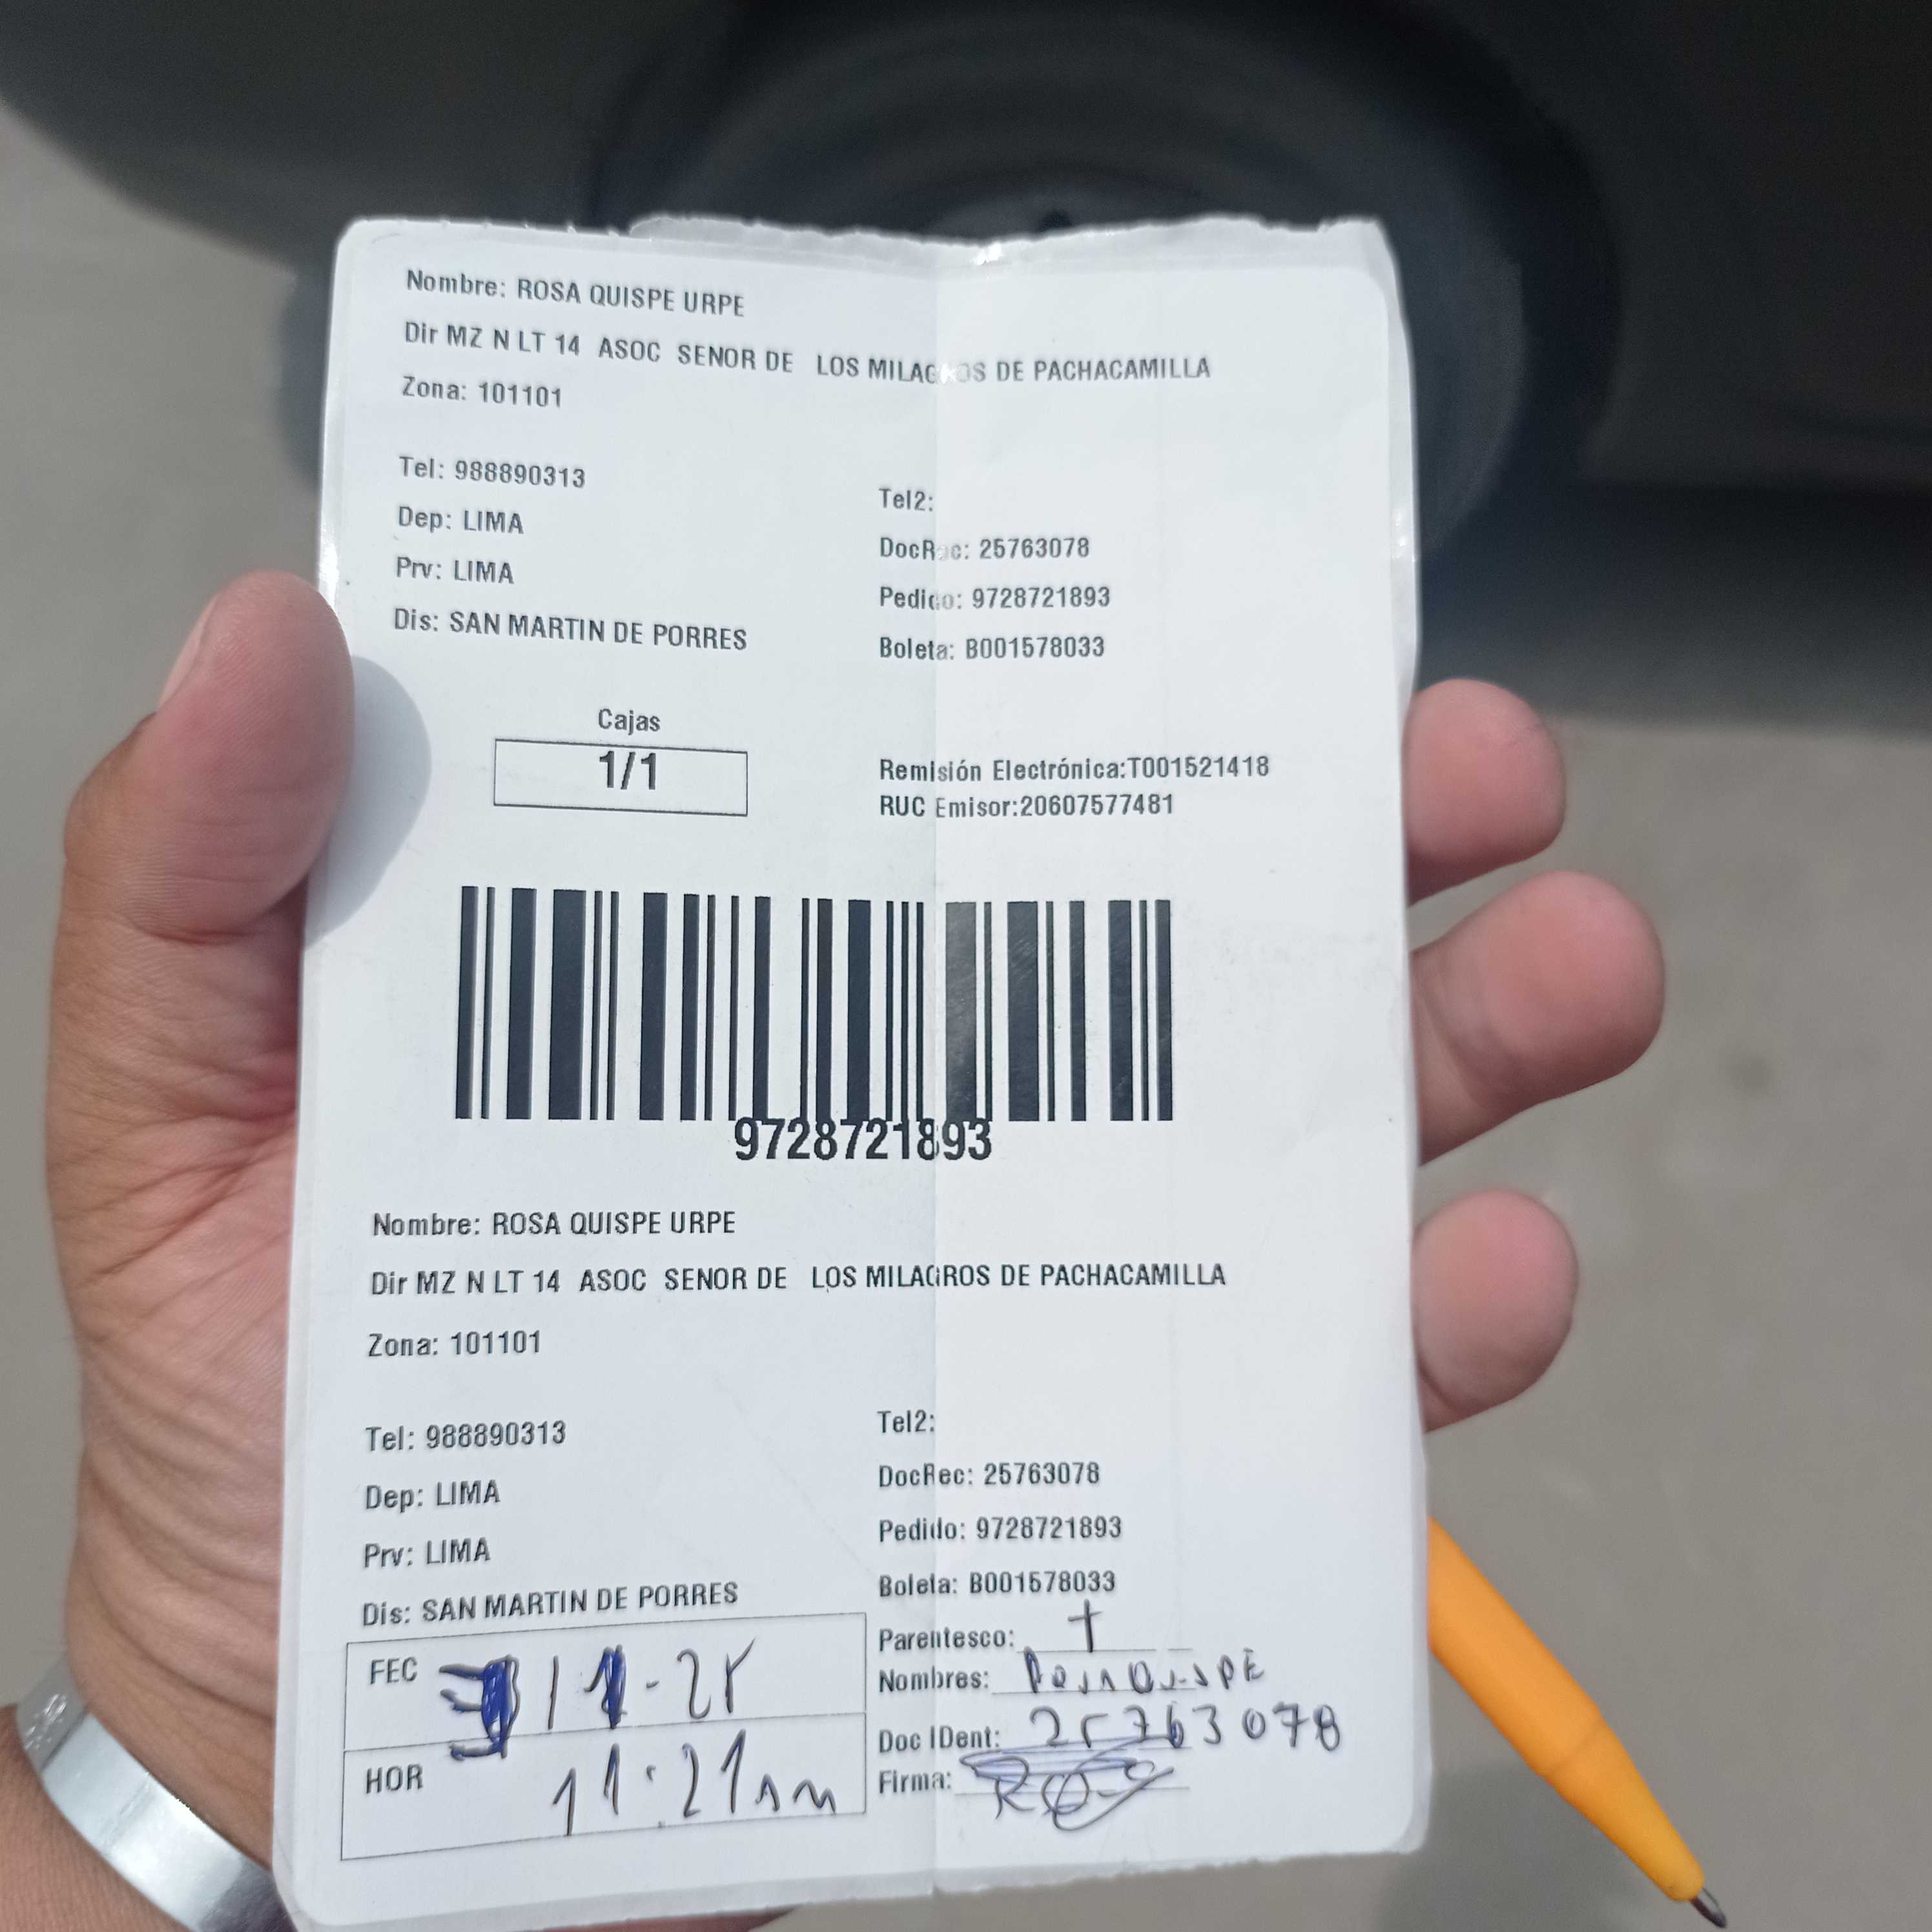 Nombre: ROSA QUISPE URPE
Dir MZ N LT 14 ASOC SENOR DE LOS MILAGROS DE PACHACAMILLA
Zona: 101101
Tel: 988890313
Tel2:
Dep: LIMA
DocRec: 25763078
Prv: LIMA
Pedido: 9728721893
Dis: SAN MARTIN DE PORRES
Boleta: B001578033
Cajas
1/1
Remisión Electrónica:T001521418
RUC Emisor:20607577481
9728721893
Nombre: ROSA QUISPE URPE
Dir MZ N LT 14 ASOC SENOR DE LOS MILAGROS DE PACHACAMILLA
Zona: 101101
Tel: 988890313
Tel2:
Dep: LIMA
DocRec: 25763078
Prv: LIMA
Pedido: 9728721893
Dis: SAN MARTIN DE PORRES
Boleta: B001578033
Parentesco: T
FEC
Nombres: ROSA QUISPE
Doc IDent: 25763078
HOR 11:21am
Firma: